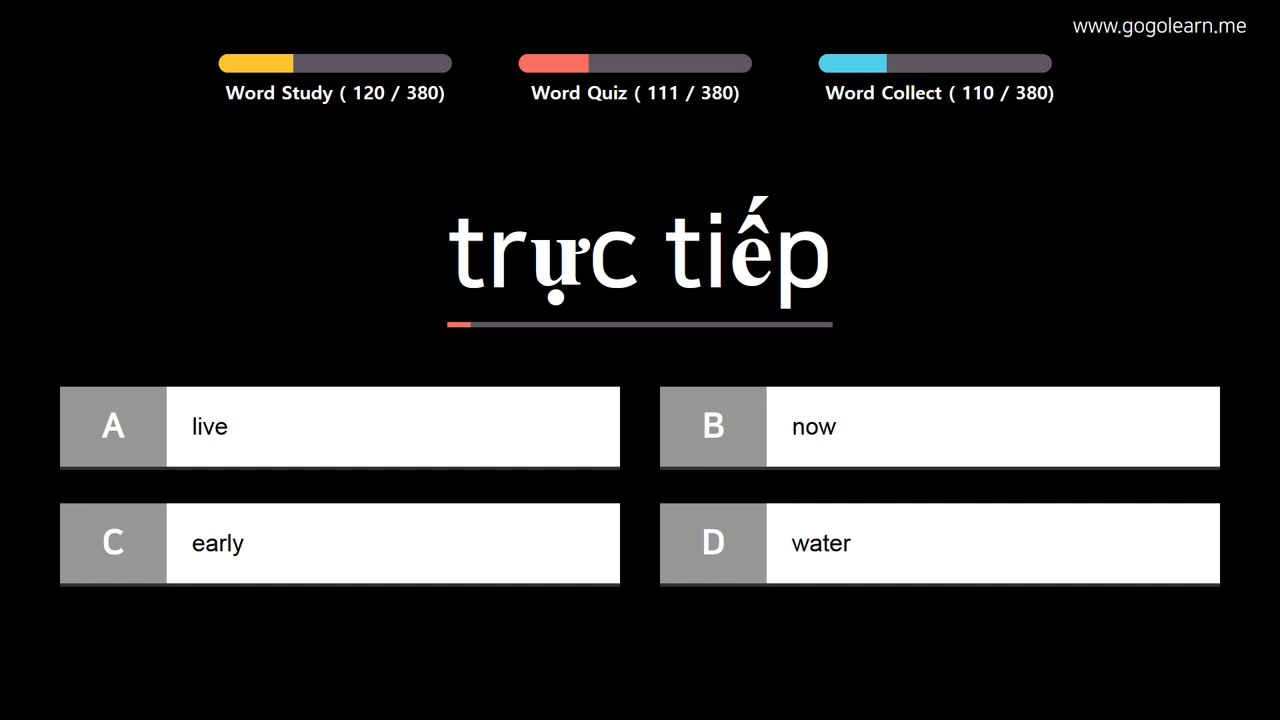 www.gogolearn.me
Word Study ( 120 / 380)
Word Quiz ( 111 / 380)
Word Collect ( 110 / 380)
trực tiếp
A live
B now
C early
D water